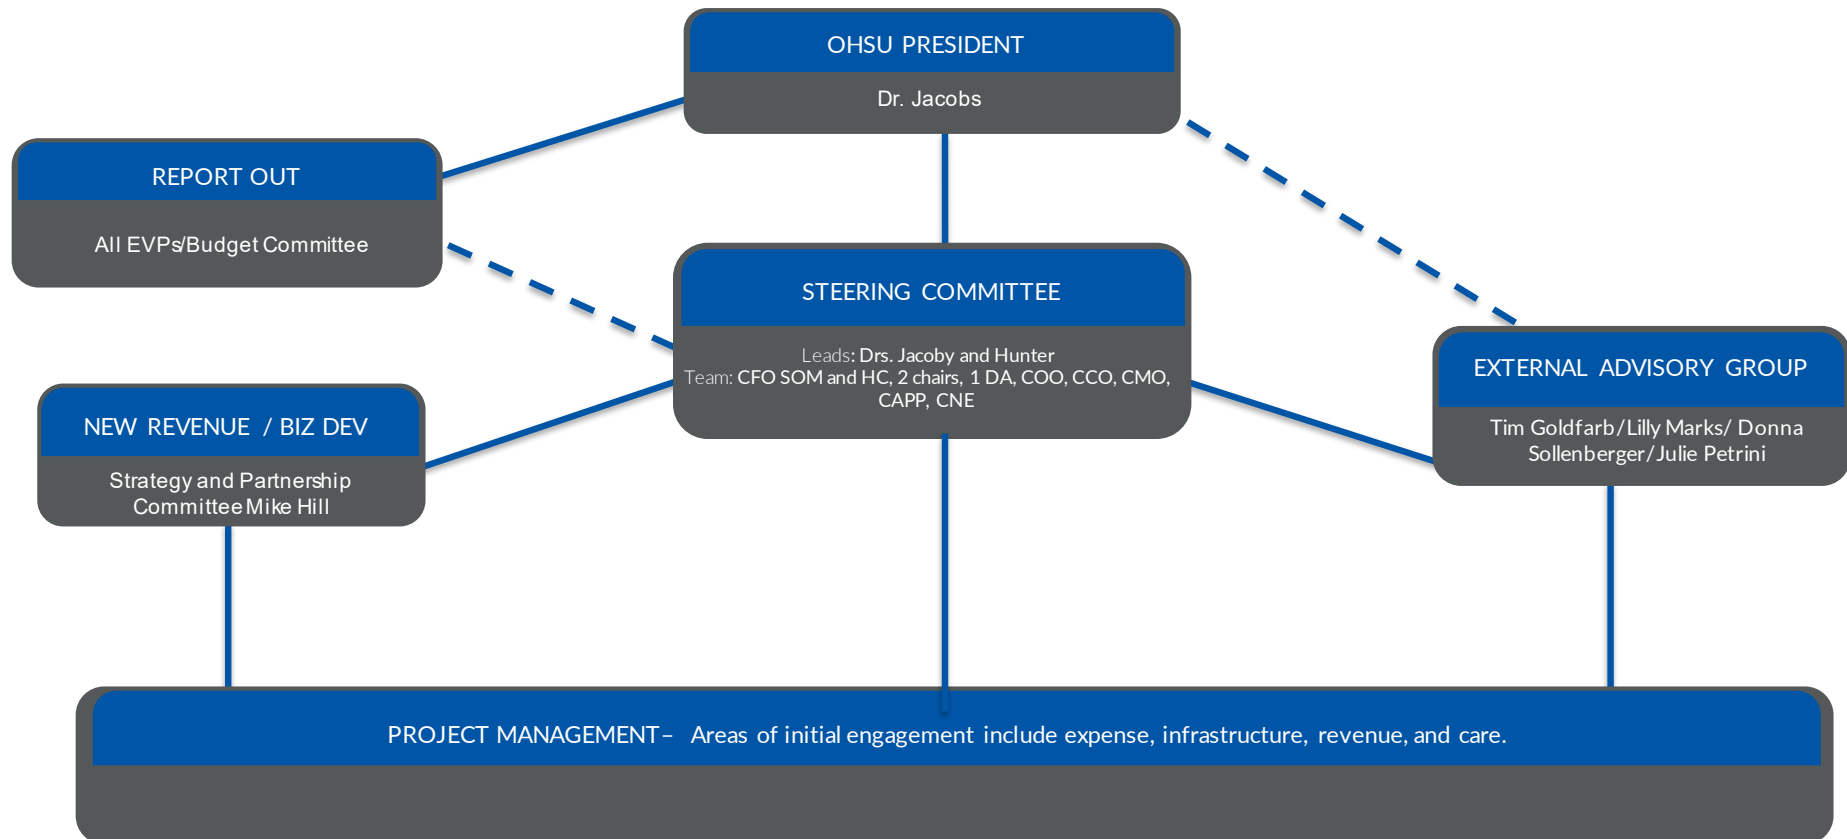 OHSU PRESIDENT
Dr. Jacobs
REPORT OUT
All EVPs/Budget Committee
STEERING COMMITTEE
Leads: Drs. Jacoby and Hunter
Team: CFO SOM and HC, 2 chairs, 1 DA, COO, CCO, CMO,
CAPP, CNE
EXTERNAL ADVISORY GROUP
Tim Goldfarb/Lilly Marks/ Donna
Sollenberger/Julie Petrini
NEW REVENUE / BIZ DEV
Strategy and Partnership
Committee Mike Hill
PROJECT MANAGEMENT– Areas of initial engagement include expense, infrastructure, revenue, and care.